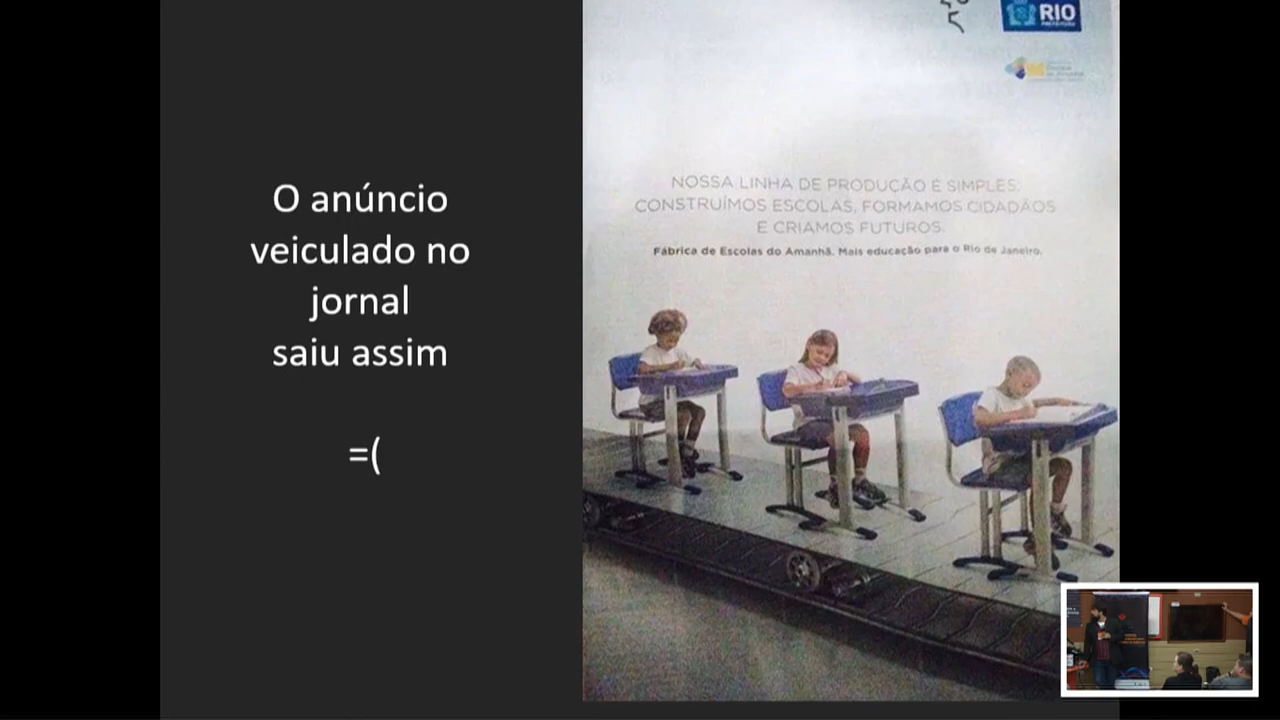 O anúncio
veiculado no
jornal
saiu assim
=(
RIO
PREFEITURA
NOSSA LINHA DE PRODUÇÃO É SIMPLES.
CONSTRUÍMOS ESCOLAS, FORMAMOS CIDADÃOS
E CRIAMOS FUTUROS.
Fábrica de Escolas do Amanhã. Mais educação para o Rio de Janeiro.